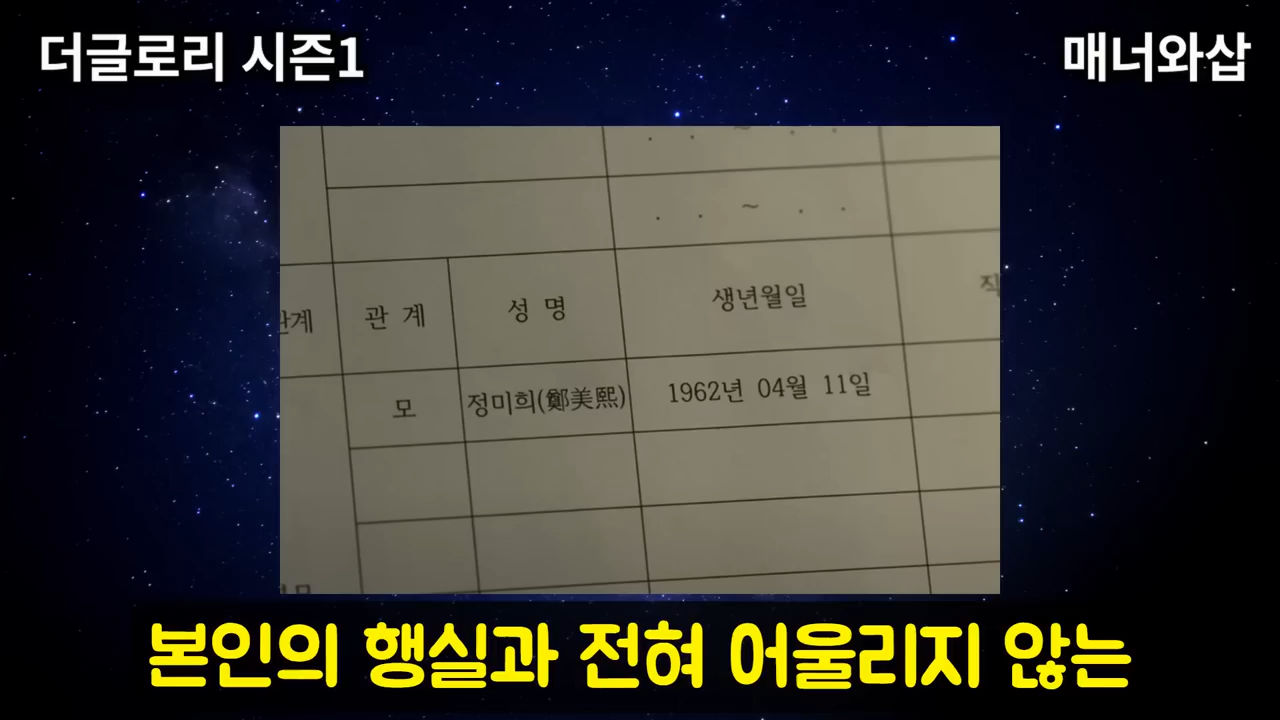 더글로리 시즌1
매너와삽
. . ~ . .
. . ~ . .
관계 관 계 성 명 생년월일 직
모 정미희(鄭美熙) 1962년 04월 11일
본인의 행실과 전혀 어울리지 않는